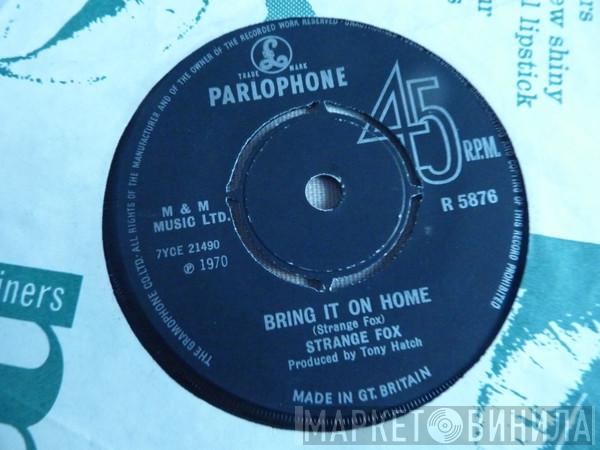 THE GRAMOPHONE CO. LTD. ALL RIGHTS OF THE MANUFACTURER AND OF THE OWNER OF THE RECORDED WORK RESERVED
COPYING OF THIS RECORD PROHIBITED
£
TRADE MARK
PARLOPHONE
45
R.P.M.
R 5876
M & M
MUSIC LTD.
7YCE 21490
℗ 1970
BRING IT ON HOME
(Strange Fox)
STRANGE FOX
Produced by Tony Hatch
MADE IN GT. BRITAIN
ew shiny
lipstick
iners
МАРКЕТ ВИНИЛА